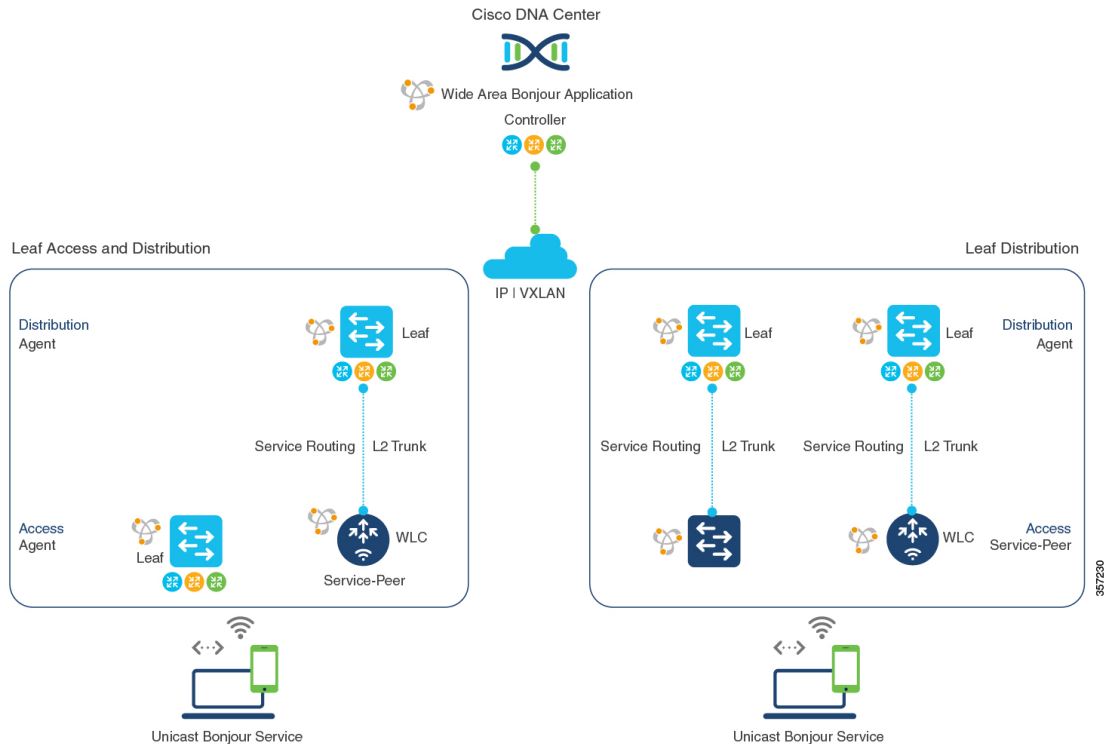 Cisco DNA Center
Wide Area Bonjour Application
Controller
IP | VXLAN
Leaf Access and Distribution
Distribution
Agent
Leaf
Service Routing
L2 Trunk
Access
Agent
Leaf
WLC
Service-Peer
Unicast Bonjour Service
Leaf Distribution
Leaf
Leaf
Distribution
Agent
Service Routing
L2 Trunk
Service Routing
L2 Trunk
WLC
Access
Service-Peer
Unicast Bonjour Service
357230